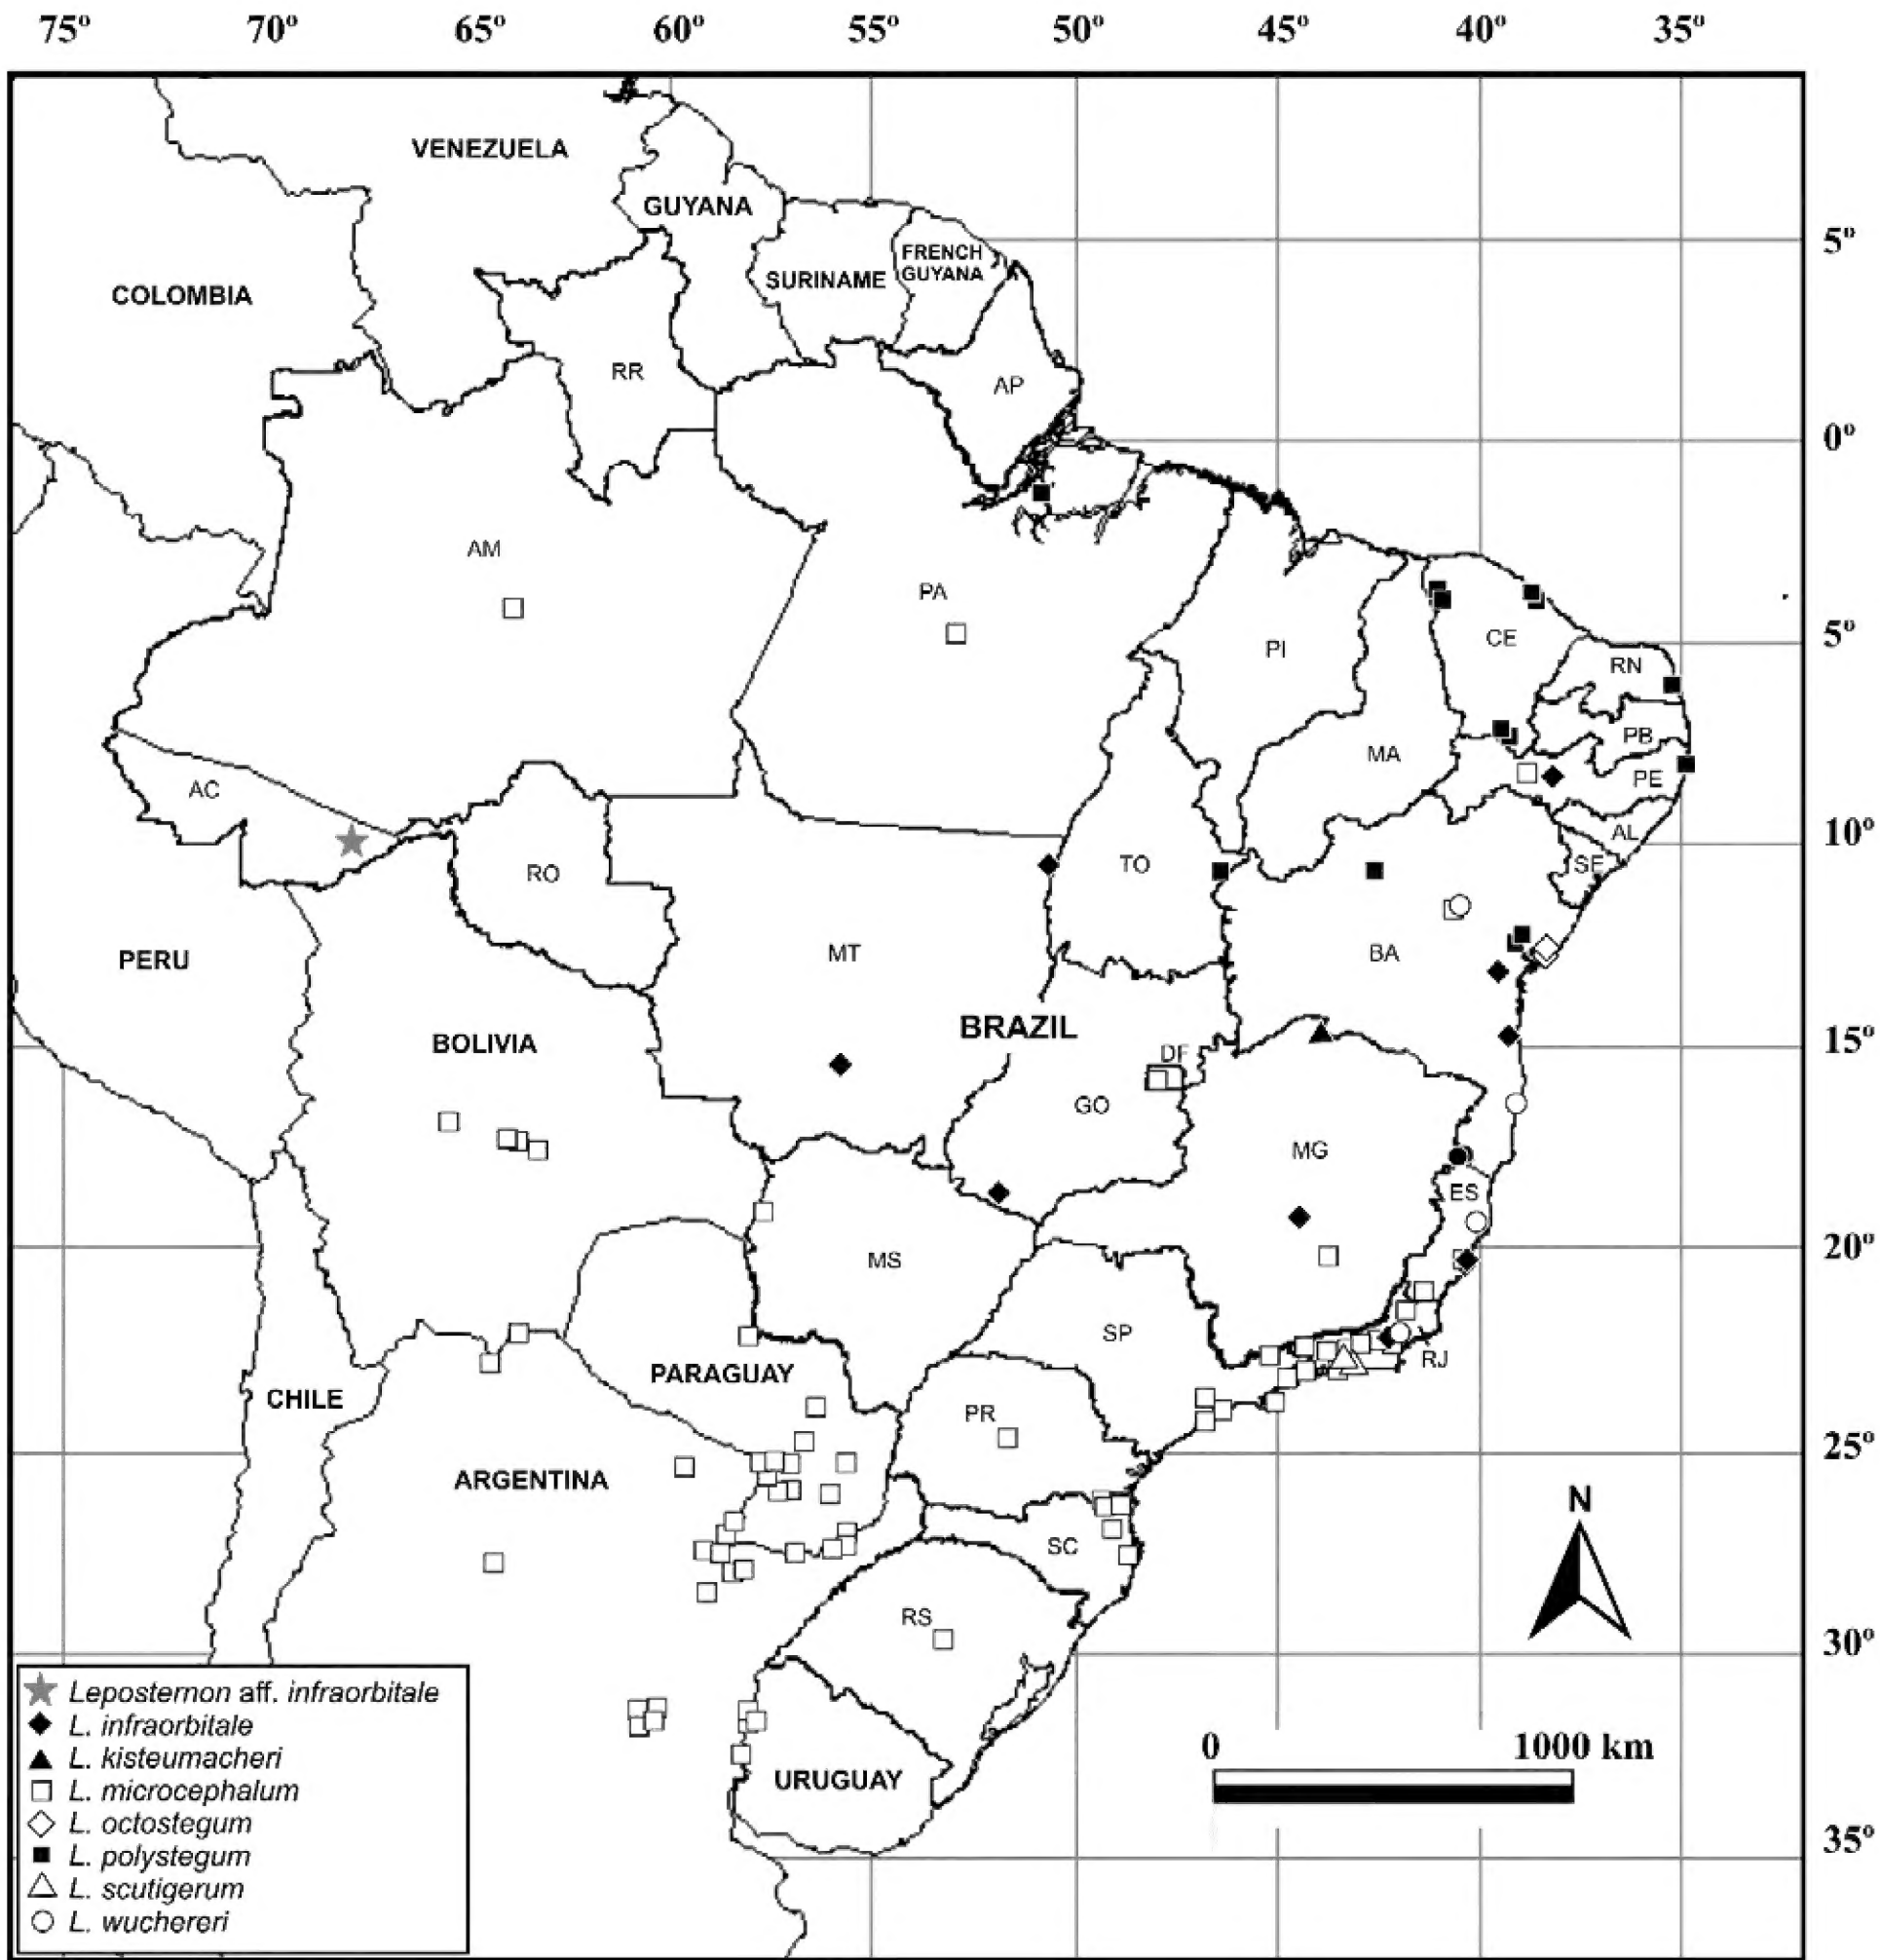 75º 70º 65º 60º 55º 50º 45º 40º 35º
VENEZUELA
GUYANA
FRENCH
GUYANA
SURINAME
COLOMBIA
5º
RR
AP
0º
AM
PA
CE
PI
5º
RN
PB
MA
PE
AC
AL
10º
RO
TO
SE
PERU
MT
BA
BRAZIL
BOLIVIA
15º
DF
GO
MG
ES
20º
MS
SP
RJ
PARAGUAY
CHILE
PR
25º
ARGENTINA
N
SC
RS
30º
Leposternon aff. infraorbitale
L. infraorbitale
L. kisteumacheri
L. microcephalum
L. octostegum
L. polystegum
L. scutigerum
L. wuchereri
0 1000 km
URUGUAY
35º